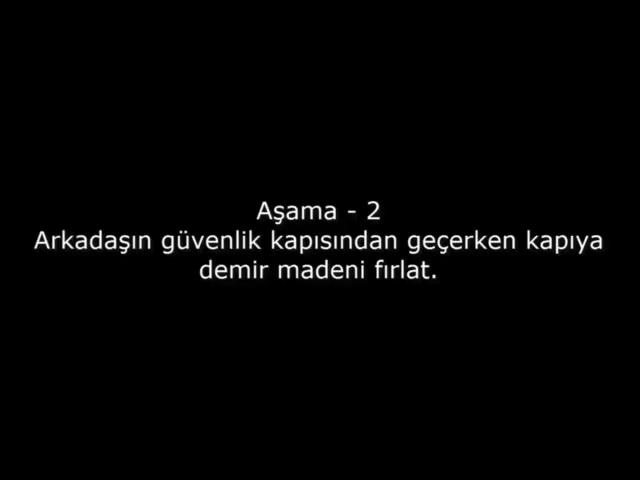 Aşama - 2
Arkadaşın güvenlik kapısından geçerken kapıya
demir madeni fırlat.